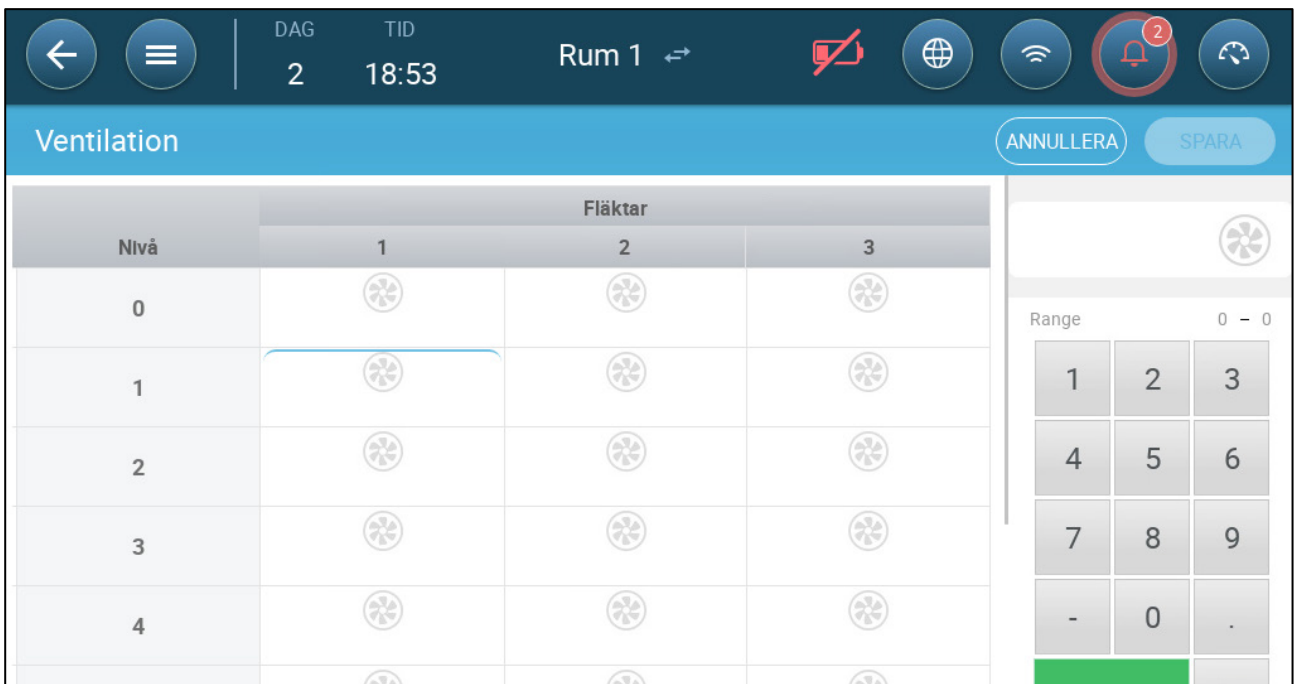 DAG TID
2 18:53 Rum 1 2
Ventilation ANNULLERA SPARA
Fläktar
Nivå 1 2 3
0
1
2
3
4
Range 0 – 0
1 2 3
4 5 6
7 8 9
- 0 .